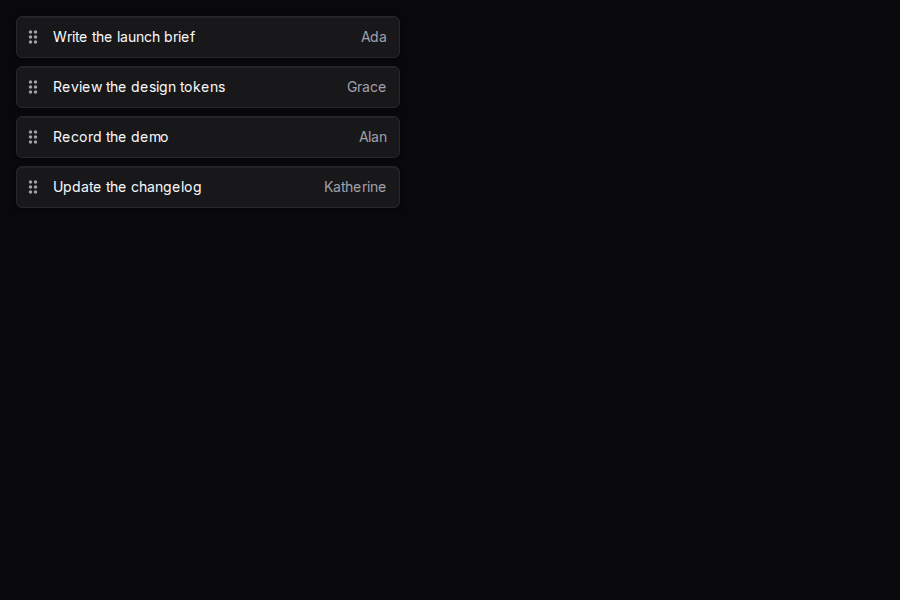 Write the launch brief Ada
Review the design tokens Grace
Record the demo Alan
Update the changelog Katherine